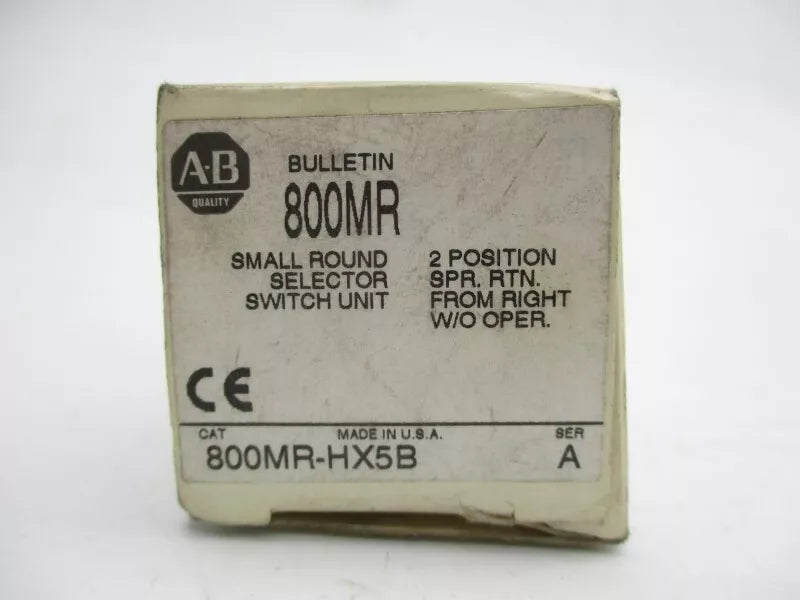 A-B
QUALITY
BULLETIN
800MR
SMALL ROUND
SELECTOR
SWITCH UNIT
2 POSITION
SPR. RTN.
FROM RIGHT
W/O OPER.
CE
CAT MADE IN U.S.A. SER
800MR-HX5B A